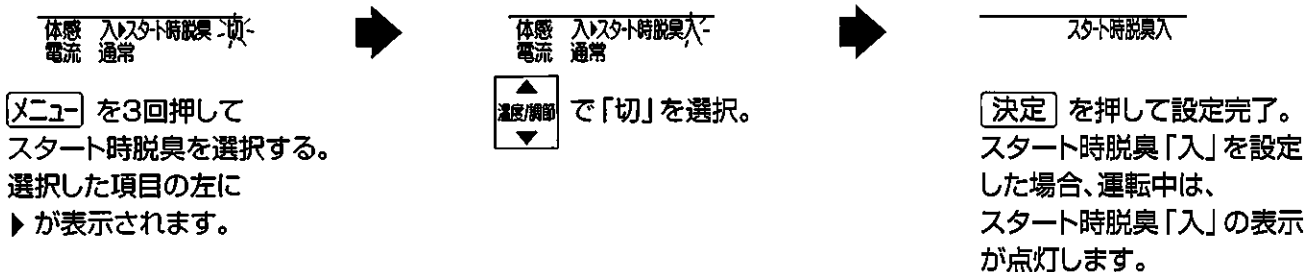 体感 入▶スタート時脱臭 切
電流 通常
メニュー を3回押して
スタート時脱臭を選択する。
選択した項目の左に
▶ が表示されます。
体感 入▶スタート時脱臭入
電流 通常
▲
温度/調節 で「切」を選択。
▼
スタート時脱臭入
決定 を押して設定完了。
スタート時脱臭「入」を設定
した場合、運転中は、
スタート時脱臭「入」の表示
が点灯します。